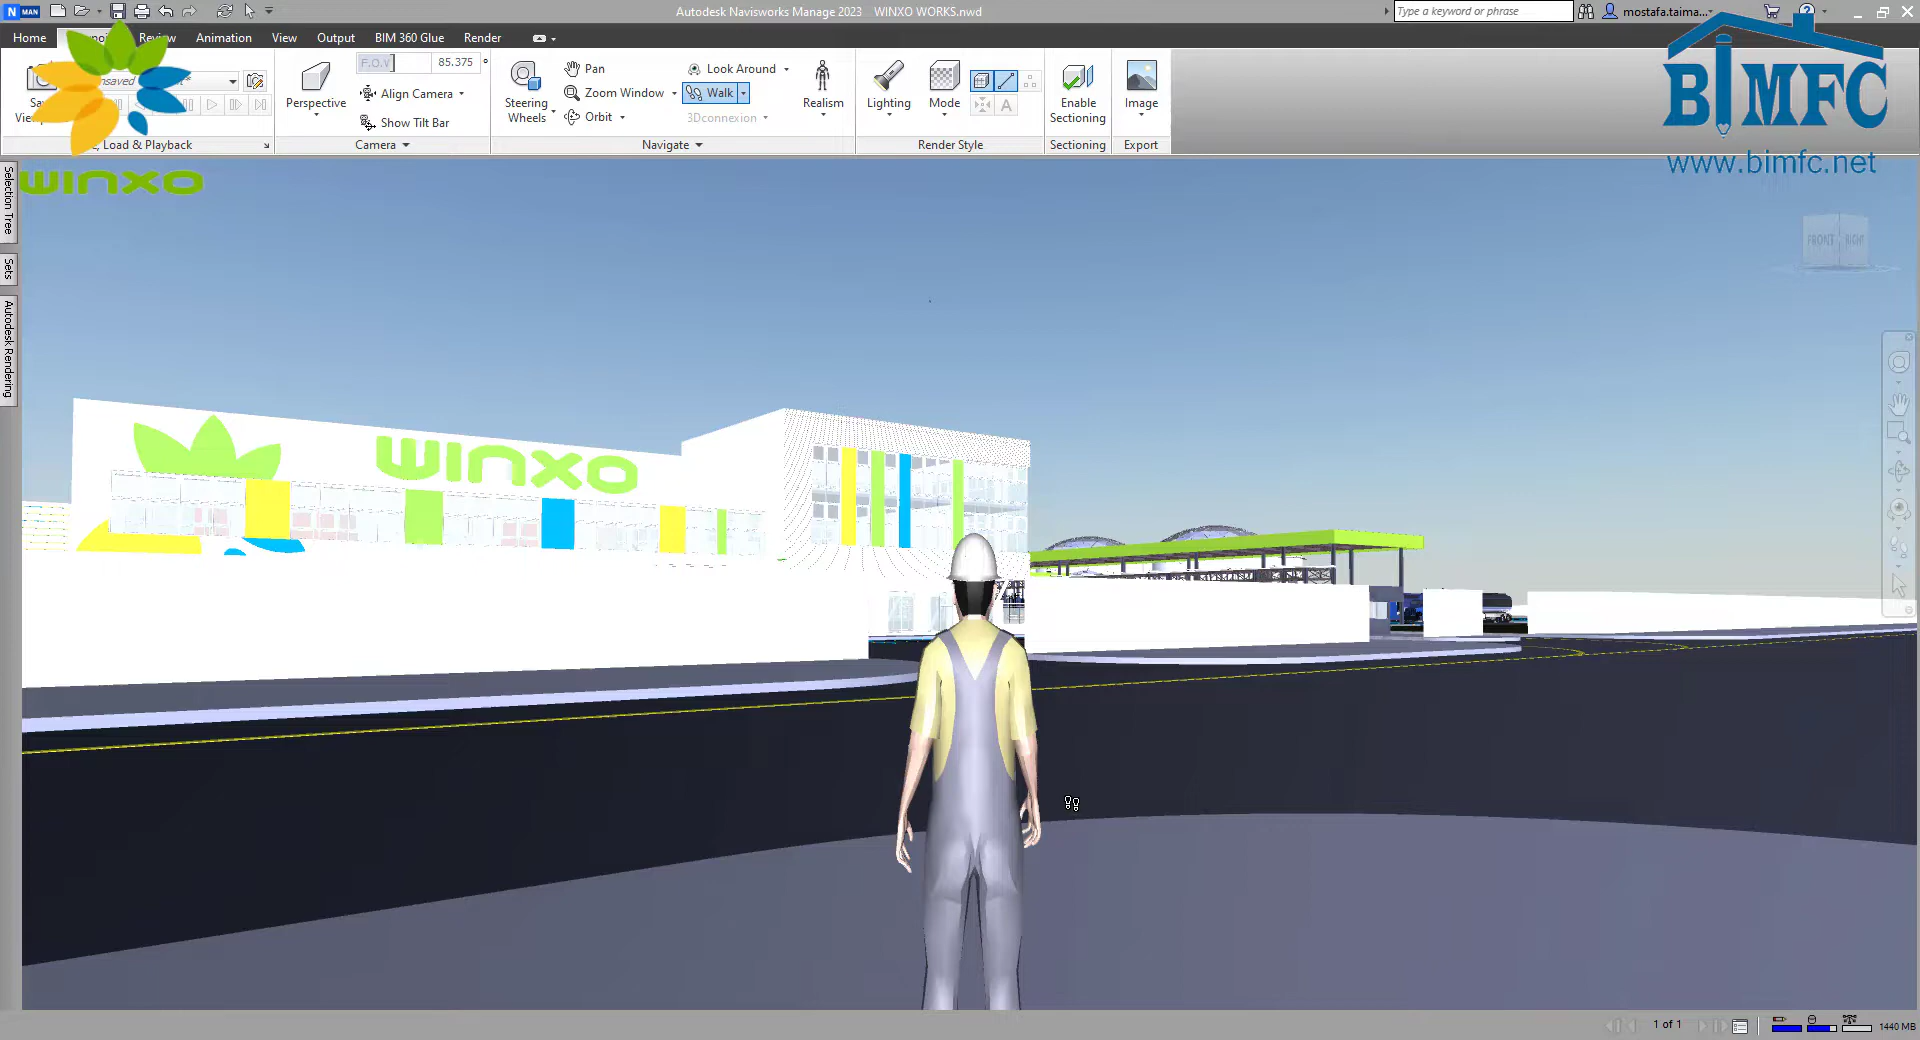 N MAN
Autodesk Navisworks Manage 2023 WINXO WORKS.nwd
Type a keyword or phrase
mostafa.taima...
Home
Review
Animation
View
Output
BIM 360 Glue
Render
F.O.V.
85.375 °
Perspective
Align Camera
Show Tilt Bar
Steering Wheels
Pan
Zoom Window
Orbit
Look Around
Walk
3Dconnexion
Realism
Lighting
Mode
A
Enable Sectioning
Image
Load & Playback
Camera
Navigate
Render Style
Sectioning
Export
BIMFC
www.bimfc.net
winxo
Selection Tree
Sets
Autodesk Rendering
FRONT
RIGHT
winxo
1 of 1
1440 MB